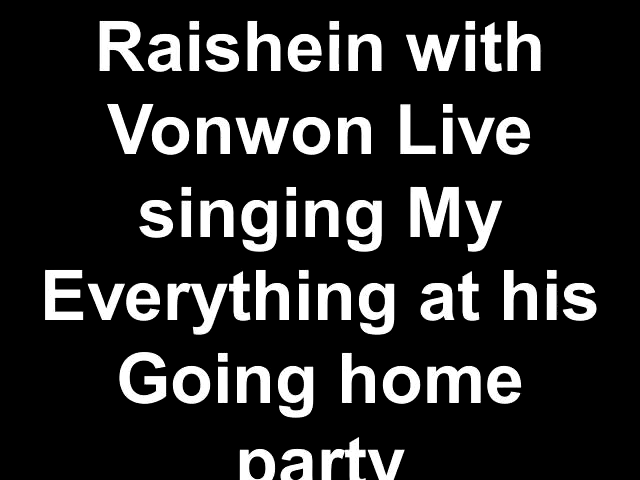 Raishein with
Vonwon Live
singing My
Everything at his
Going home
party